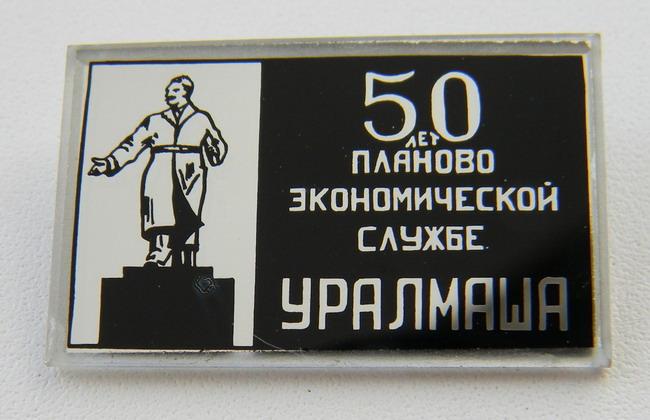 50
ЛЕТ
ПЛАНОВО
ЭКОНОМИЧЕСКОЙ
СЛУЖБЕ
УРАЛМАША